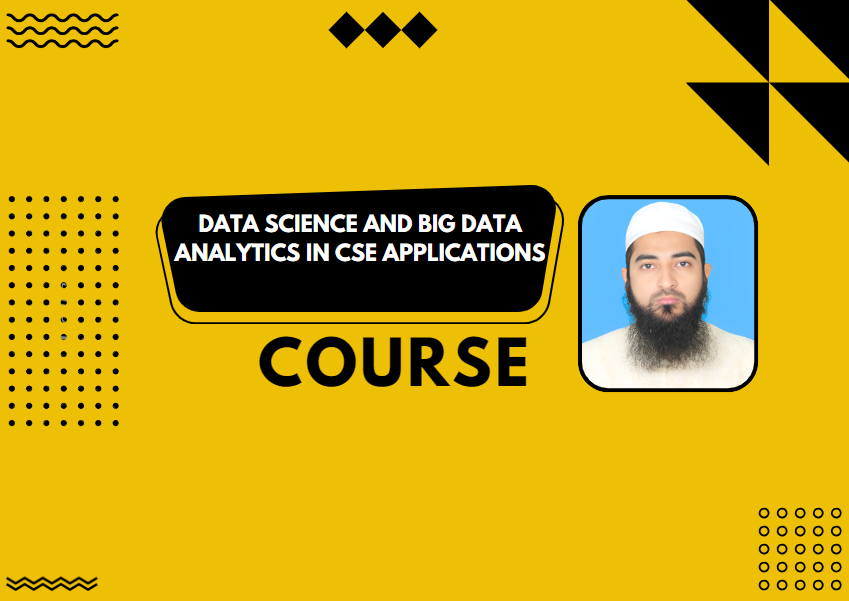 DATA SCIENCE AND BIG DATA
ANALYTICS IN CSE APPLICATIONS
COURSE